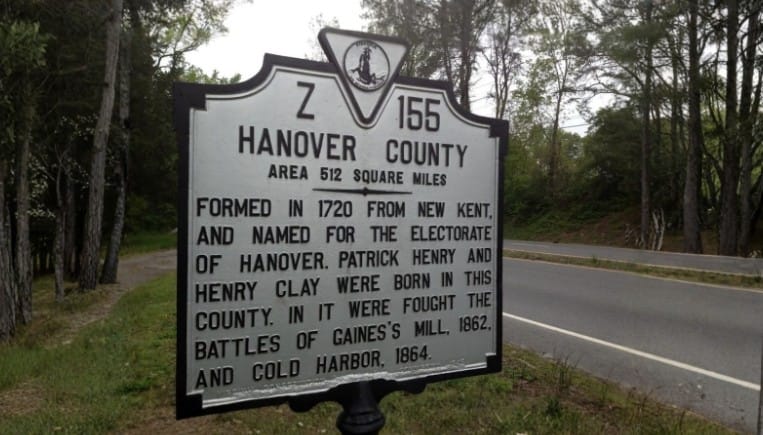 Z 155
HANOVER COUNTY
AREA 512 SQUARE MILES
FORMED IN 1720 FROM NEW KENT,
AND NAMED FOR THE ELECTORATE
OF HANOVER. PATRICK HENRY AND
HENRY CLAY WERE BORN IN THIS
COUNTY. IN IT WERE FOUGHT THE
BATTLES OF GAINES'S MILL, 1862,
AND COLD HARBOR, 1864.